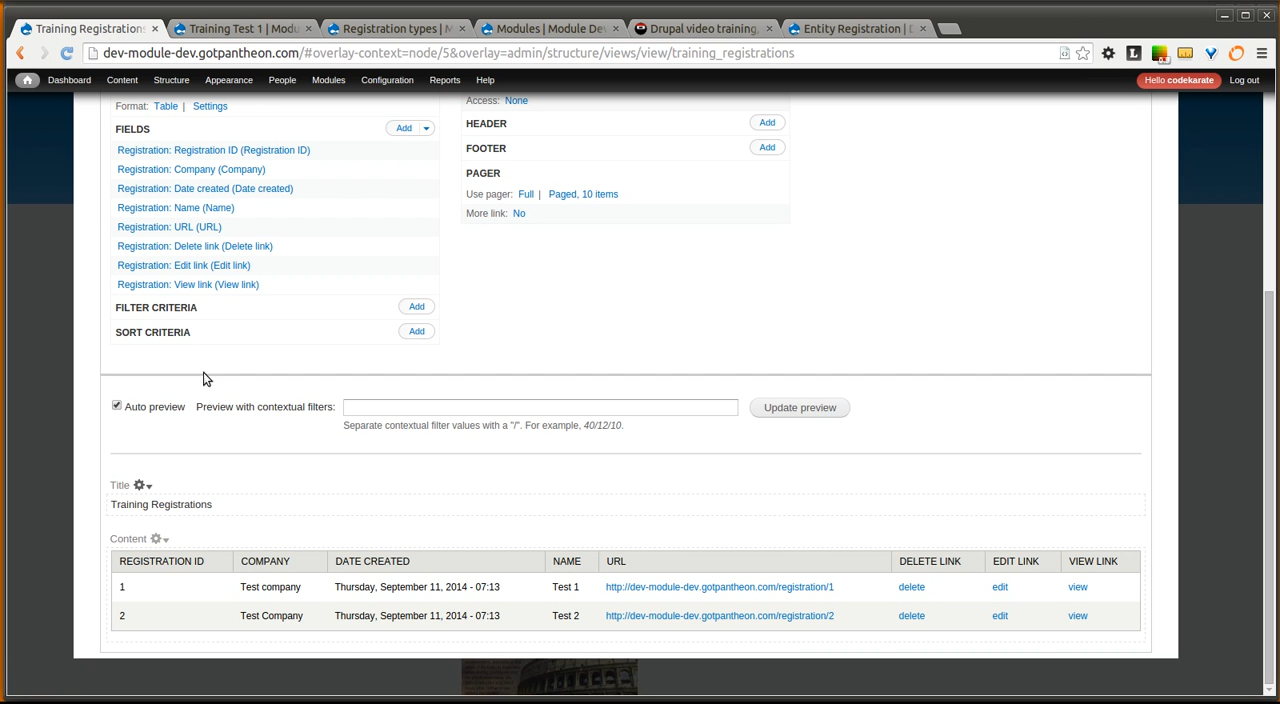 Training Registrations
Training Test 1 | Modu
Registration types | M
Modules | Module De
Drupal video training,
Entity Registration | D
dev-module-dev.gotpantheon.com/#overlay-context=node/5&overlay=admin/structure/views/view/training_registrations
Dashboard Content Structure Appearance People Modules Configuration Reports Help Hello codekarate Log out
Format: Table | Settings
FIELDS Add
Registration: Registration ID (Registration ID)
Registration: Company (Company)
Registration: Date created (Date created)
Registration: Name (Name)
Registration: URL (URL)
Registration: Delete link (Delete link)
Registration: Edit link (Edit link)
Registration: View link (View link)
FILTER CRITERIA Add
SORT CRITERIA Add
Access: None
HEADER Add
FOOTER Add
PAGER
Use pager: Full | Paged, 10 items
More link: No
Auto preview Preview with contextual filters: Update preview
Separate contextual filter values with a "/". For example, 40/12/10.
Title
Training Registrations
Content
REGISTRATION ID COMPANY DATE CREATED NAME URL DELETE LINK EDIT LINK VIEW LINK
1 Test company Thursday, September 11, 2014 - 07:13 Test 1 http://dev-module-dev.gotpantheon.com/registration/1 delete edit view
2 Test Company Thursday, September 11, 2014 - 07:13 Test 2 http://dev-module-dev.gotpantheon.com/registration/2 delete edit view